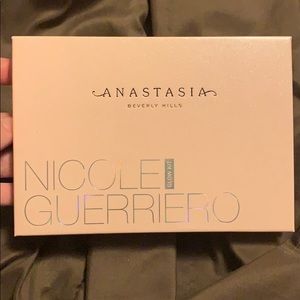 ANASTASIA
BEVERLY HILLS
NICOLE
GUERRIERO